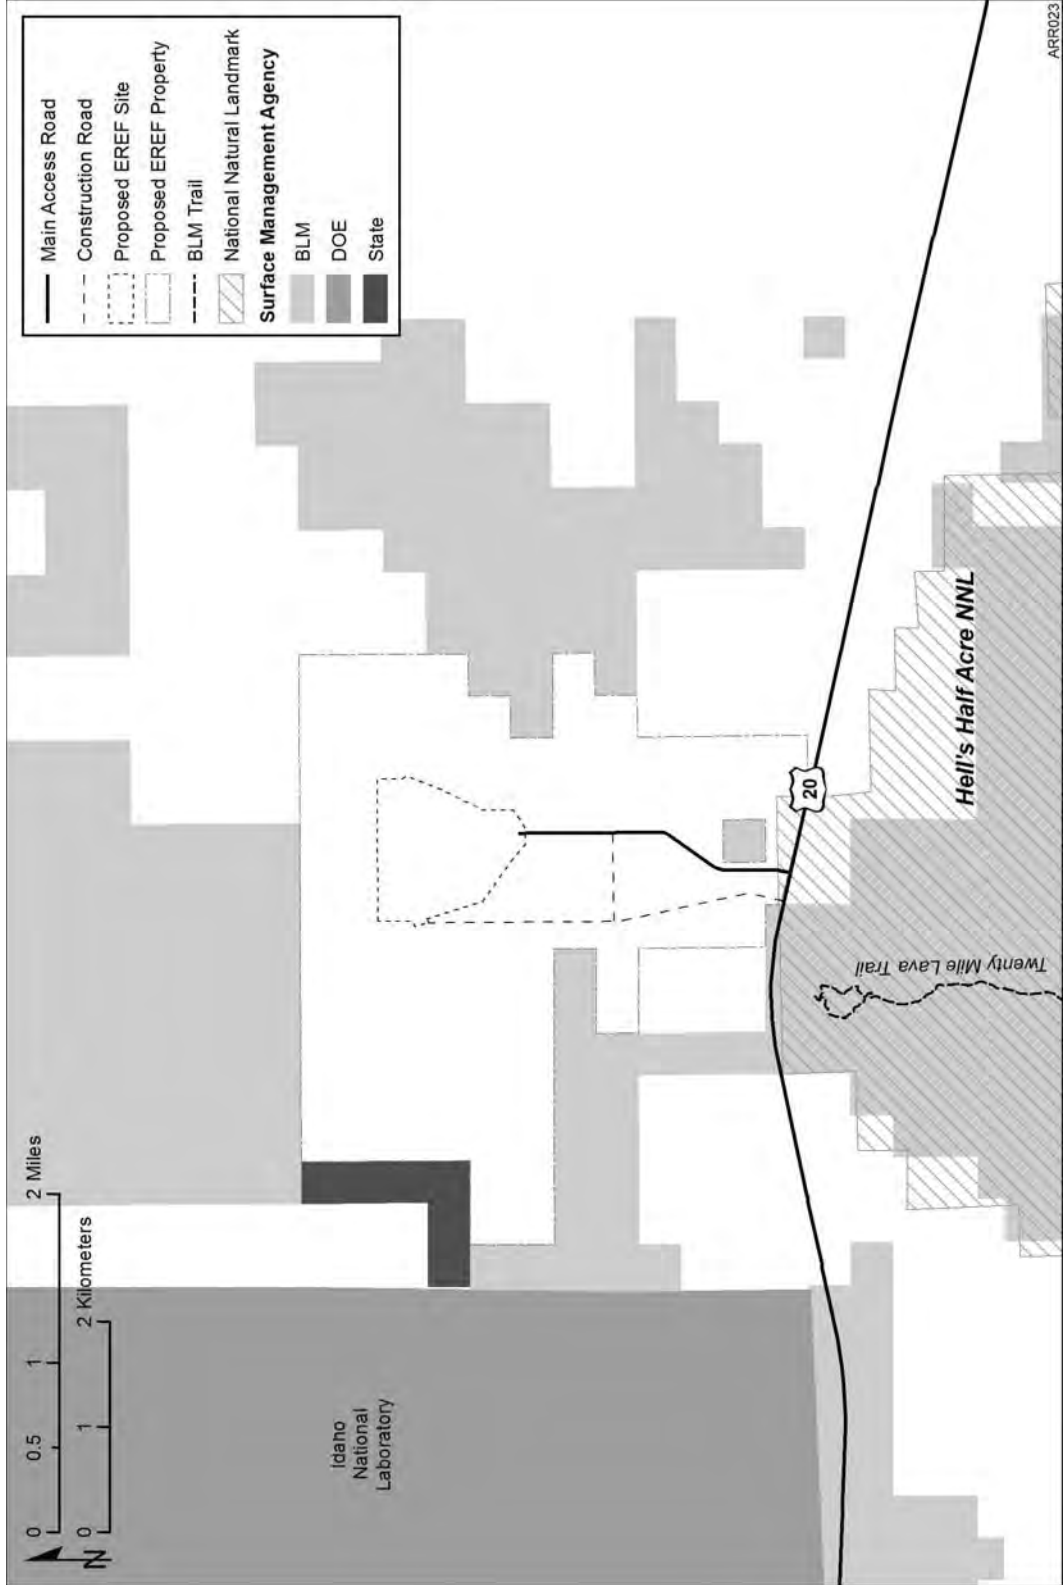 Main Access Road
Construction Road
Proposed EREF Site
Proposed EREF Property
BLM Trail
National Natural Landmark
Surface Management Agency
BLM
DOE
State
0 0.5 1 2 Miles
0 1 2 Kilometers
N
Idaho
National
Laboratory
20
Hell's Half Acre NNL
Twenty Mile Lava Trail
ARR023